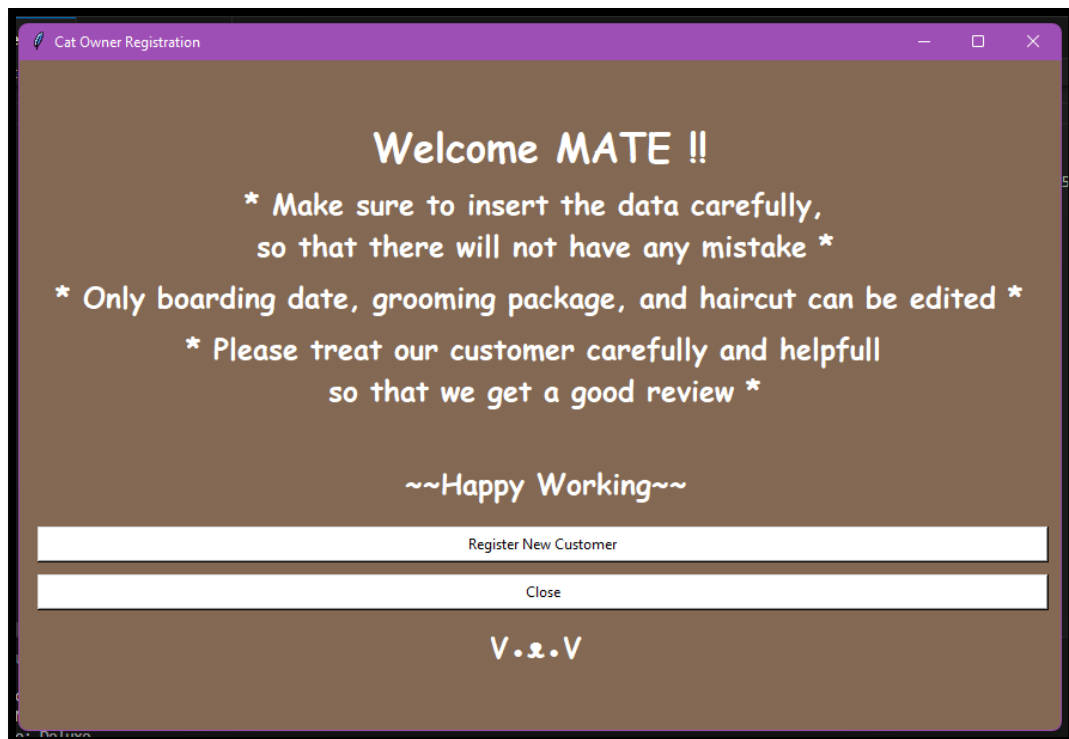 Cat Owner Registration
Welcome MATE !!
* Make sure to insert the data carefully,
so that there will not have any mistake *
* Only boarding date, grooming package, and haircut can be edited *
* Please treat our customer carefully and helpfull
so that we get a good review *
~~Happy Working~~
Register New Customer
Close
V•ᴥ•V